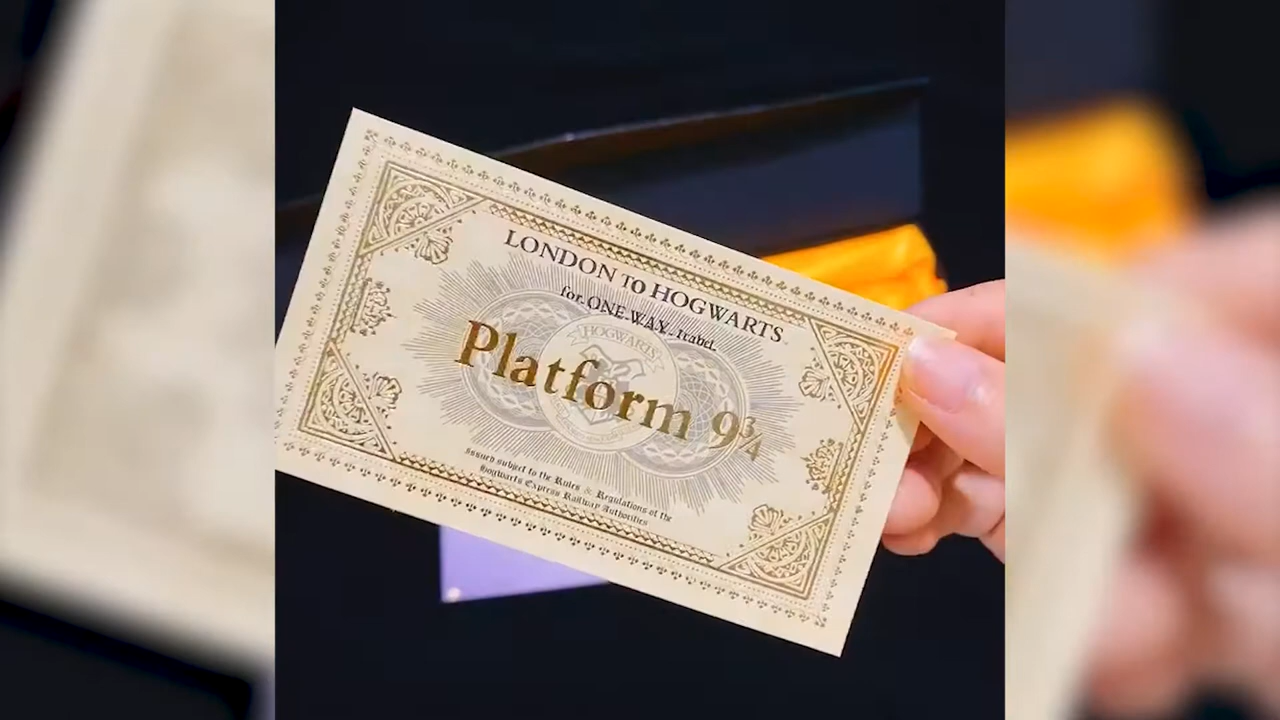 LONDON TO HOGWARTS
for ONE WAY travel.
HOGWARTS
Platform 9¾
Issued subject to the Rules & Regulations of the
Hogwarts Express Railway Authorities